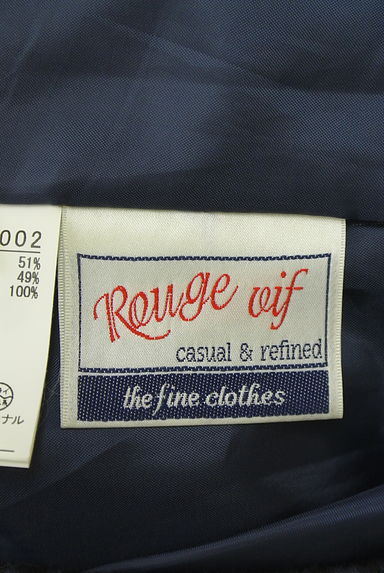 002
51%
49%
100%
Rouge vif
casual & refined
the fine clothes
ナル